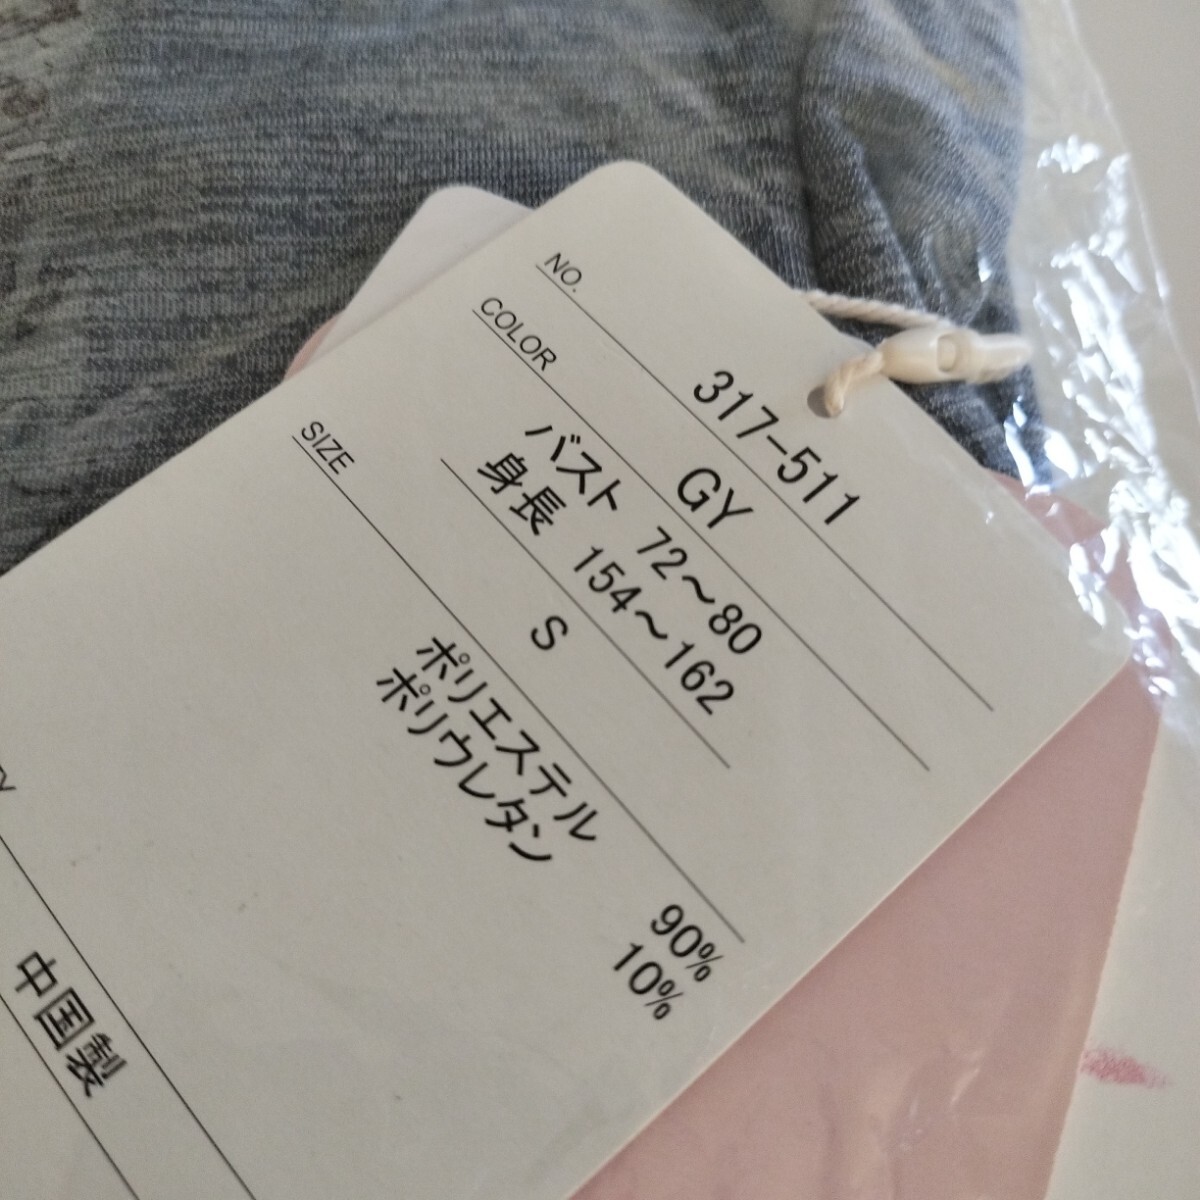 NO. 317-511
COLOR GY
SIZE バスト 72～80
身長 154～162
S
ポリエステル 90%
ポリウレタン 10%
中国製